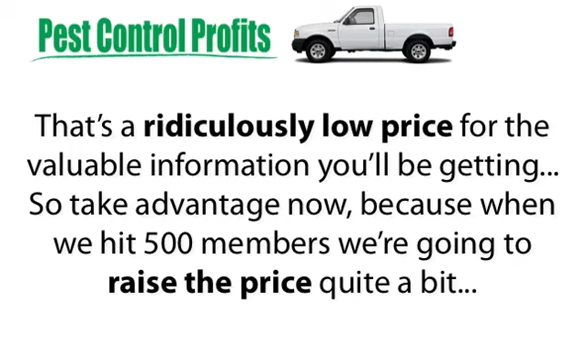 Pest Control Profits
That's a ridiculously low price for the
valuable information you'll be getting...
So take advantage now, because when
we hit 500 members we're going to
raise the price quite a bit...